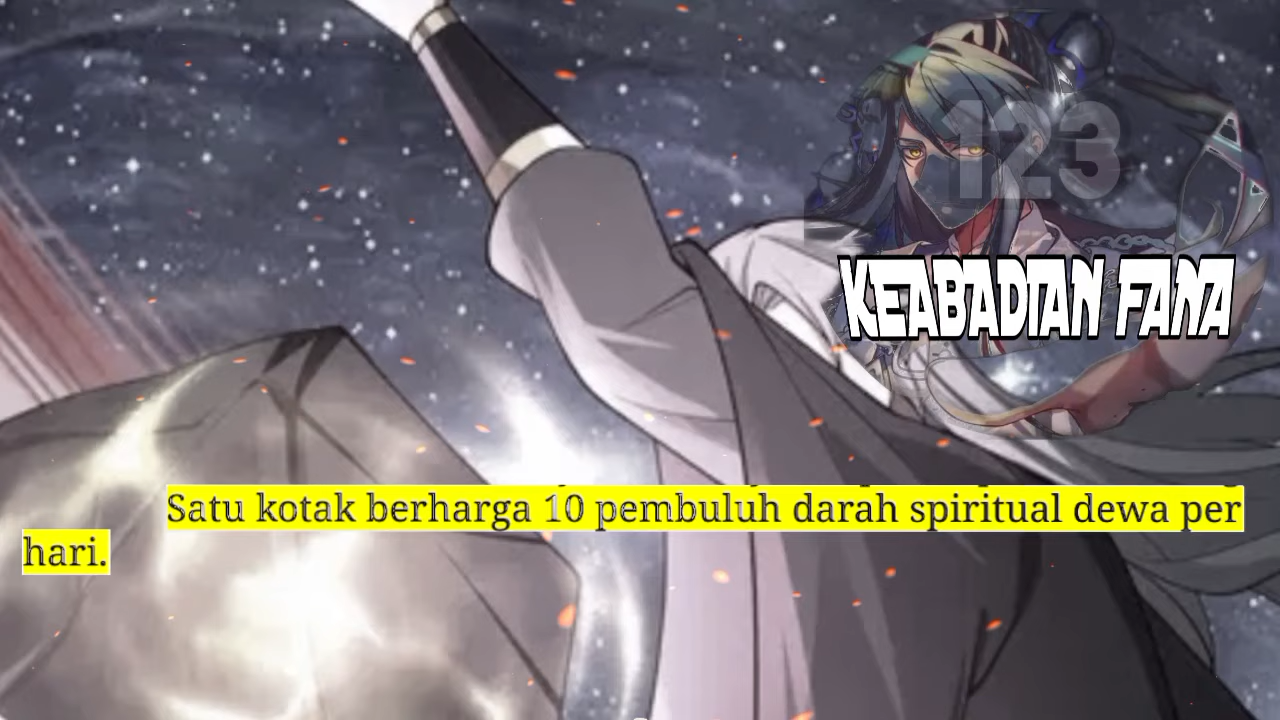 123
KEABADIAN FANA
Satu kotak berharga 10 pembuluh darah spiritual dewa per
hari.